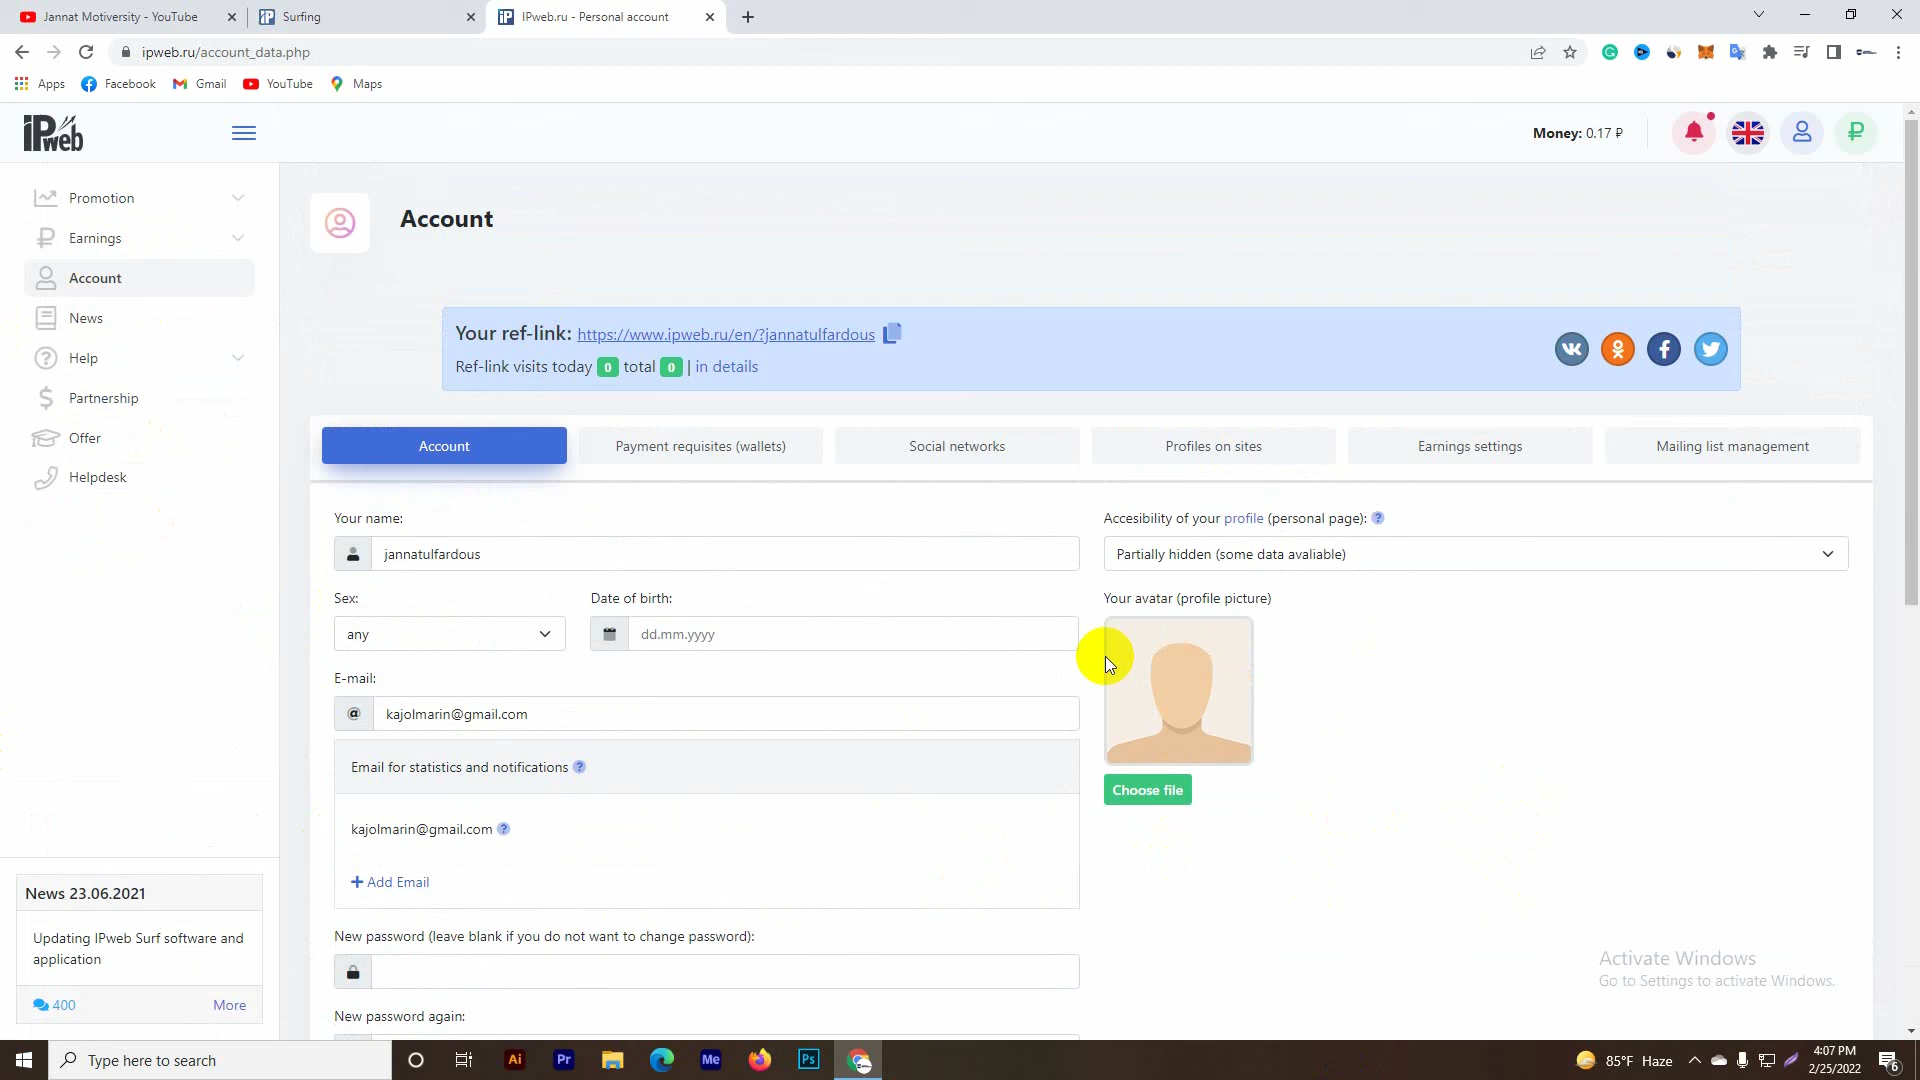 Jannat Motiversity - YouTube
Surfing
IPweb.ru - Personal account
ipweb.ru/account_data.php
Apps
Facebook
Gmail
YouTube
Maps
IPweb
Money: 0.17 ₽
Promotion
Earnings
Account
News
Help
Partnership
Offer
Helpdesk
Account
Your ref-link: https://www.ipweb.ru/en/?jannatulfardous
Ref-link visits today 0 total 0 | in details
Account
Payment requisites (wallets)
Social networks
Profiles on sites
Earnings settings
Mailing list management
Your name:
jannatulfardous
Accesibility of your profile (personal page): ?
Partially hidden (some data avaliable)
Sex:
any
Date of birth:
dd.mm.yyyy
Your avatar (profile picture)
Choose file
E-mail:
@ kajolmarin@gmail.com
Email for statistics and notifications ?
kajolmarin@gmail.com ?
+ Add Email
New password (leave blank if you do not want to change password):
New password again:
News 23.06.2021
Updating IPweb Surf software and
application
400
More
Activate Windows
Go to Settings to activate Windows.
Type here to search
Ai
Pr
Me
Ps
85°F Haze
4:07 PM
2/25/2022
6